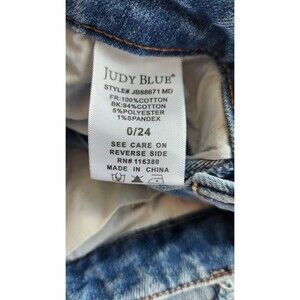 JUDY BLUE®
STYLE# JB88671 MD
FR:100%COTTON
BK:94%COTTON
5%POLYESTER
1%SPANDEX
0/24
SEE CARE ON
REVERSE SIDE
RN# 116380
MADE IN CHINA